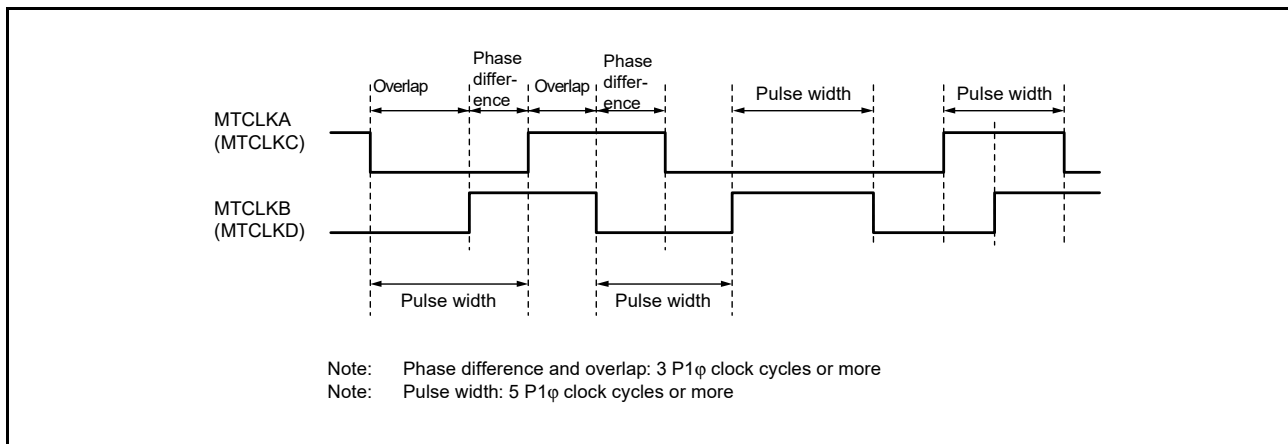 Phase
differ-
ence
Overlap
Overlap
Phase
differ-
ence
Pulse width
Pulse width
MTCLKA
(MTCLKC)
MTCLKB
(MTCLKD)
Pulse width
Pulse width
Note: Phase difference and overlap: 3 P1φ clock cycles or more
Note: Pulse width: 5 P1φ clock cycles or more